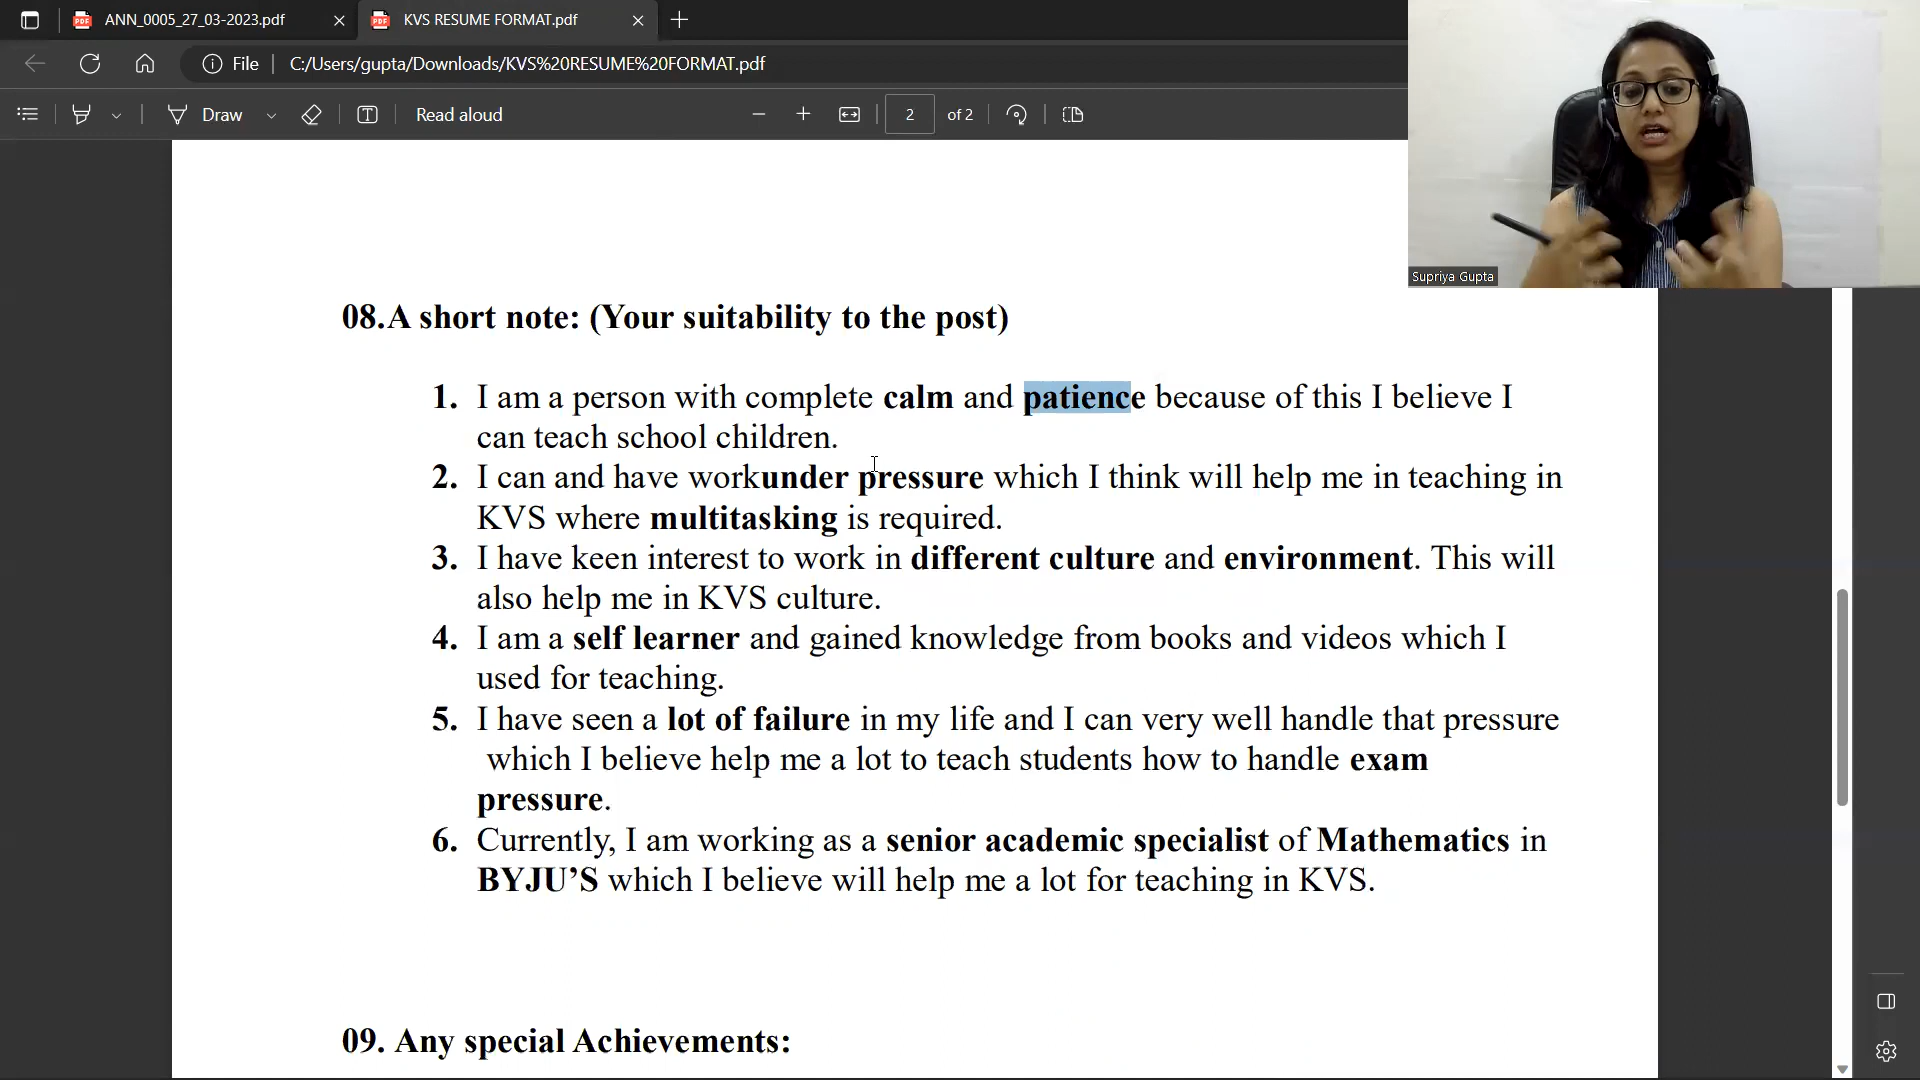 ANN_0005_27_03-2023.pdf
KVS RESUME FORMAT.pdf
File
C:/Users/gupta/Downloads/KVS%20RESUME%20FORMAT.pdf
Draw
Read aloud
2
of 2
Supriya Gupta
08.A short note: (Your suitability to the post)
1. I am a person with complete calm and patience because of this I believe I
can teach school children.
2. I can and have workunder pressure which I think will help me in teaching in
KVS where multitasking is required.
3. I have keen interest to work in different culture and environment. This will
also help me in KVS culture.
4. I am a self learner and gained knowledge from books and videos which I
used for teaching.
5. I have seen a lot of failure in my life and I can very well handle that pressure
which I believe help me a lot to teach students how to handle exam
pressure.
6. Currently, I am working as a senior academic specialist of Mathematics in
BYJU’S which I believe will help me a lot for teaching in KVS.
09. Any special Achievements: